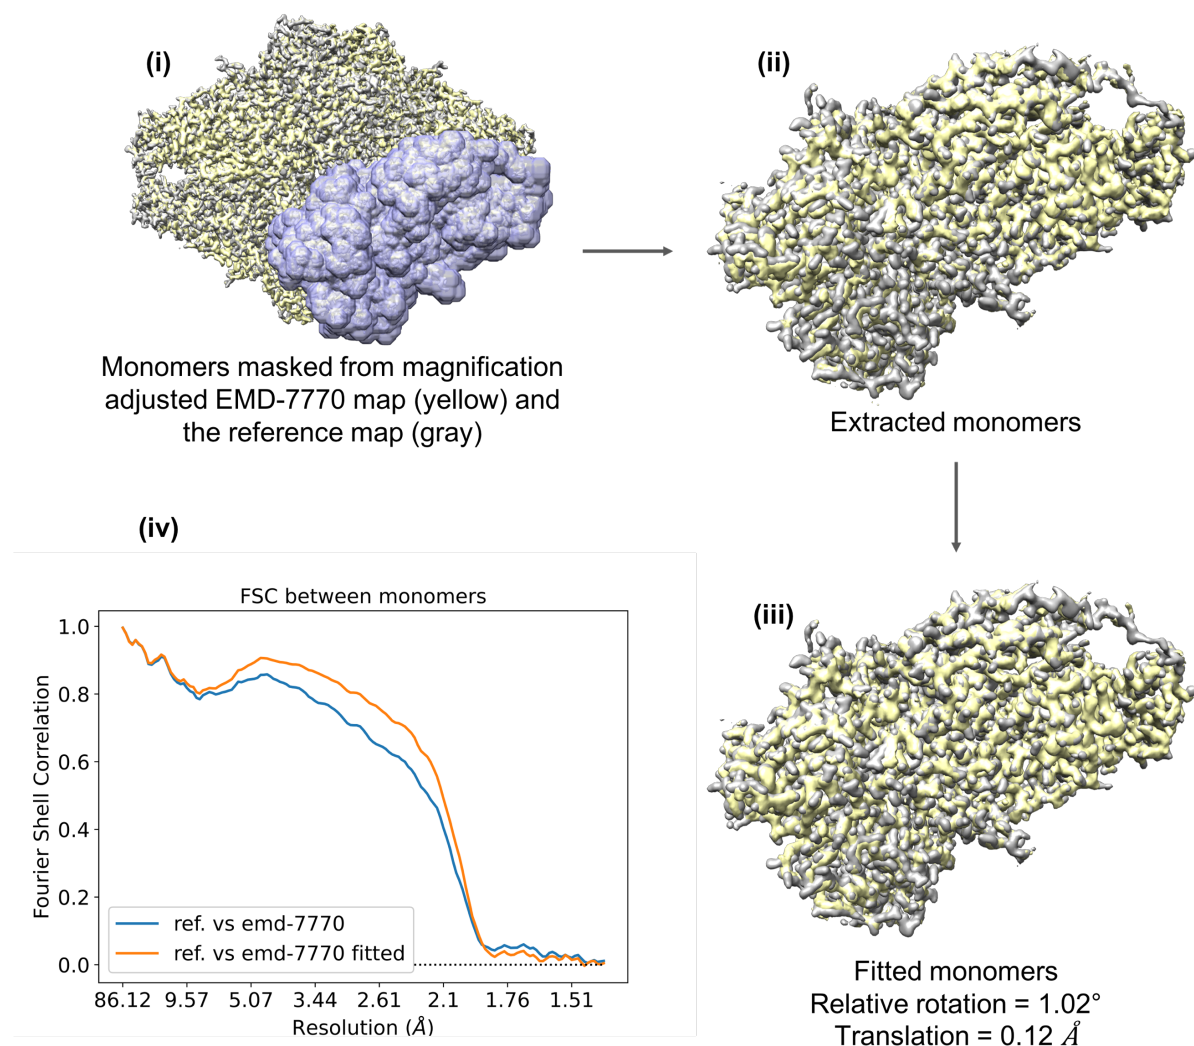 (i)
(ii)
Monomers masked from magnification
adjusted EMD-7770 map (yellow) and
the reference map (gray)
Extracted monomers
(iv)
(iii)
FSC between monomers
1.0
0.8
0.6
0.4
0.2
0.0
Fourier Shell Correlation
ref. vs emd-7770
ref. vs emd-7770 fitted
86.12 9.57 5.07 3.44 2.61 2.1 1.76 1.51
Resolution (Å)
Fitted monomers
Relative rotation = 1.02°
Translation = 0.12 Å